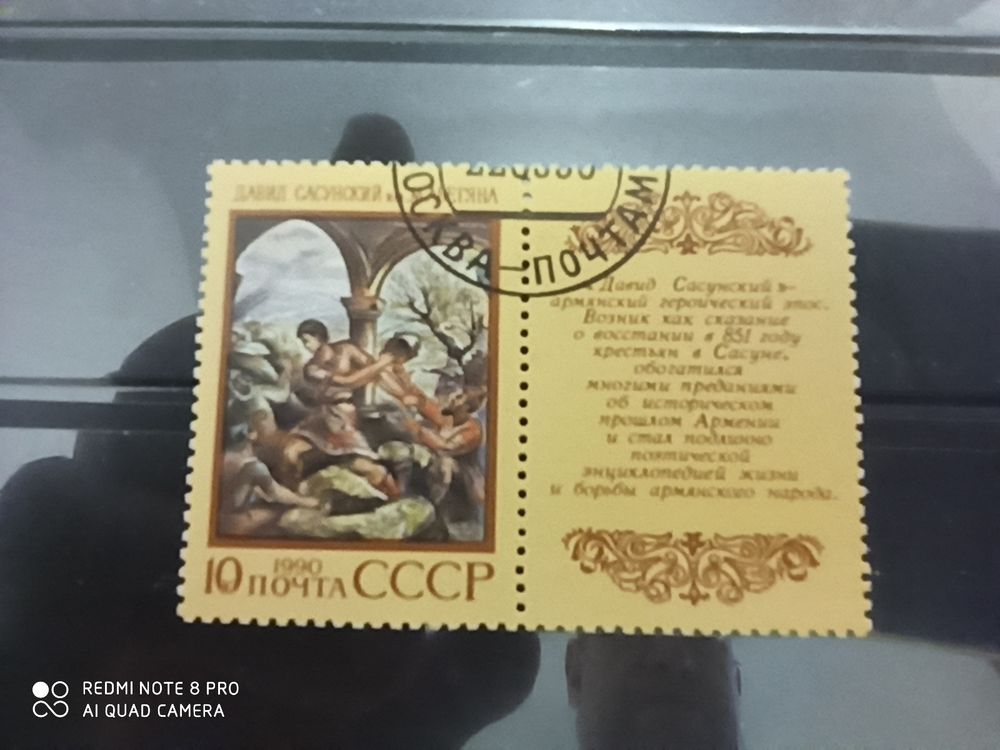 ДАВИД САСУНСКИЙ
МОСКВА-ПОЧТАМТ
1990
10 ПОЧТА СССР
«Давид Сасунский»-
армянский героический эпос.
Возник как сказание
о восстании в 851 году
крестьян в Сасуне,
обогатился
многими преданиями
об историческом
прошлом Армении
и стал подлинно
поэтической
энциклопедией жизни
и борьбы армянского народа.
REDMI NOTE 8 PRO
AI QUAD CAMERA